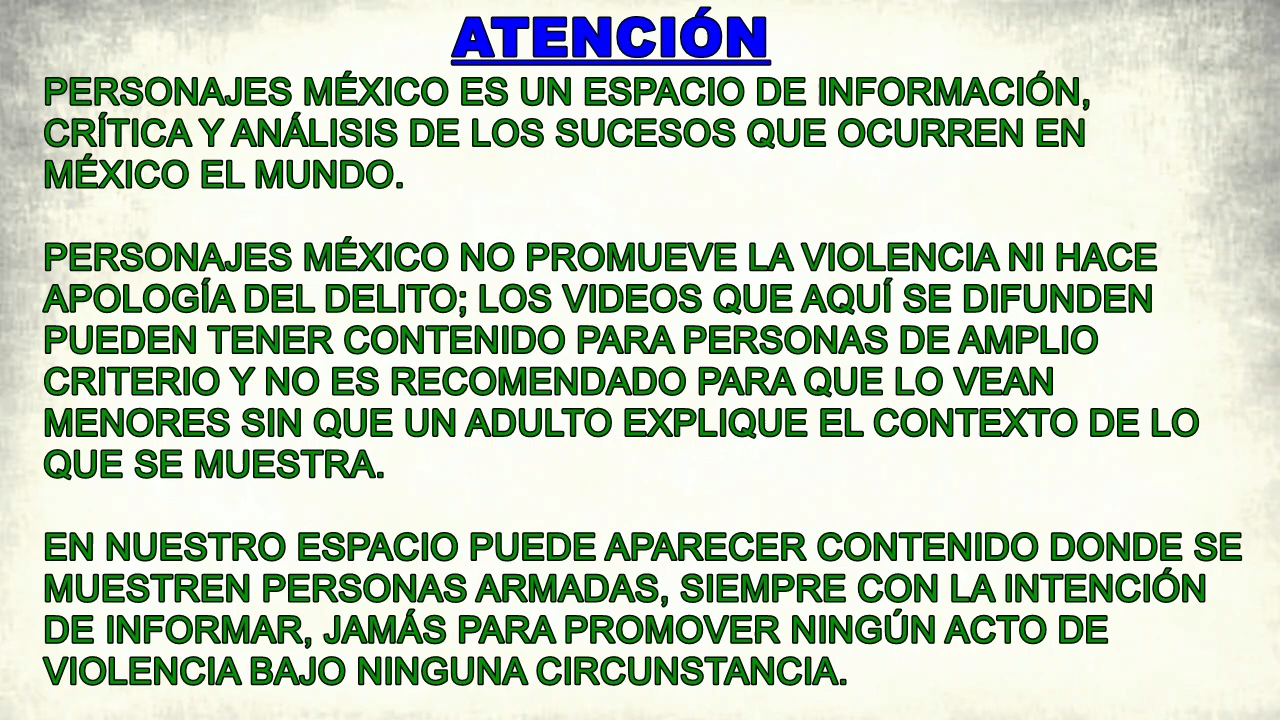 ATENCIÓN
PERSONAJES MÉXICO ES UN ESPACIO DE INFORMACIÓN,
CRÍTICA Y ANÁLISIS DE LOS SUCESOS QUE OCURREN EN
MÉXICO EL MUNDO.
PERSONAJES MÉXICO NO PROMUEVE LA VIOLENCIA NI HACE
APOLOGÍA DEL DELITO; LOS VIDEOS QUE AQUÍ SE DIFUNDEN
PUEDEN TENER CONTENIDO PARA PERSONAS DE AMPLIO
CRITERIO Y NO ES RECOMENDADO PARA QUE LO VEAN
MENORES SIN QUE UN ADULTO EXPLIQUE EL CONTEXTO DE LO
QUE SE MUESTRA.
EN NUESTRO ESPACIO PUEDE APARECER CONTENIDO DONDE SE
MUESTREN PERSONAS ARMADAS, SIEMPRE CON LA INTENCIÓN
DE INFORMAR, JAMÁS PARA PROMOVER NINGÚN ACTO DE
VIOLENCIA BAJO NINGUNA CIRCUNSTANCIA.